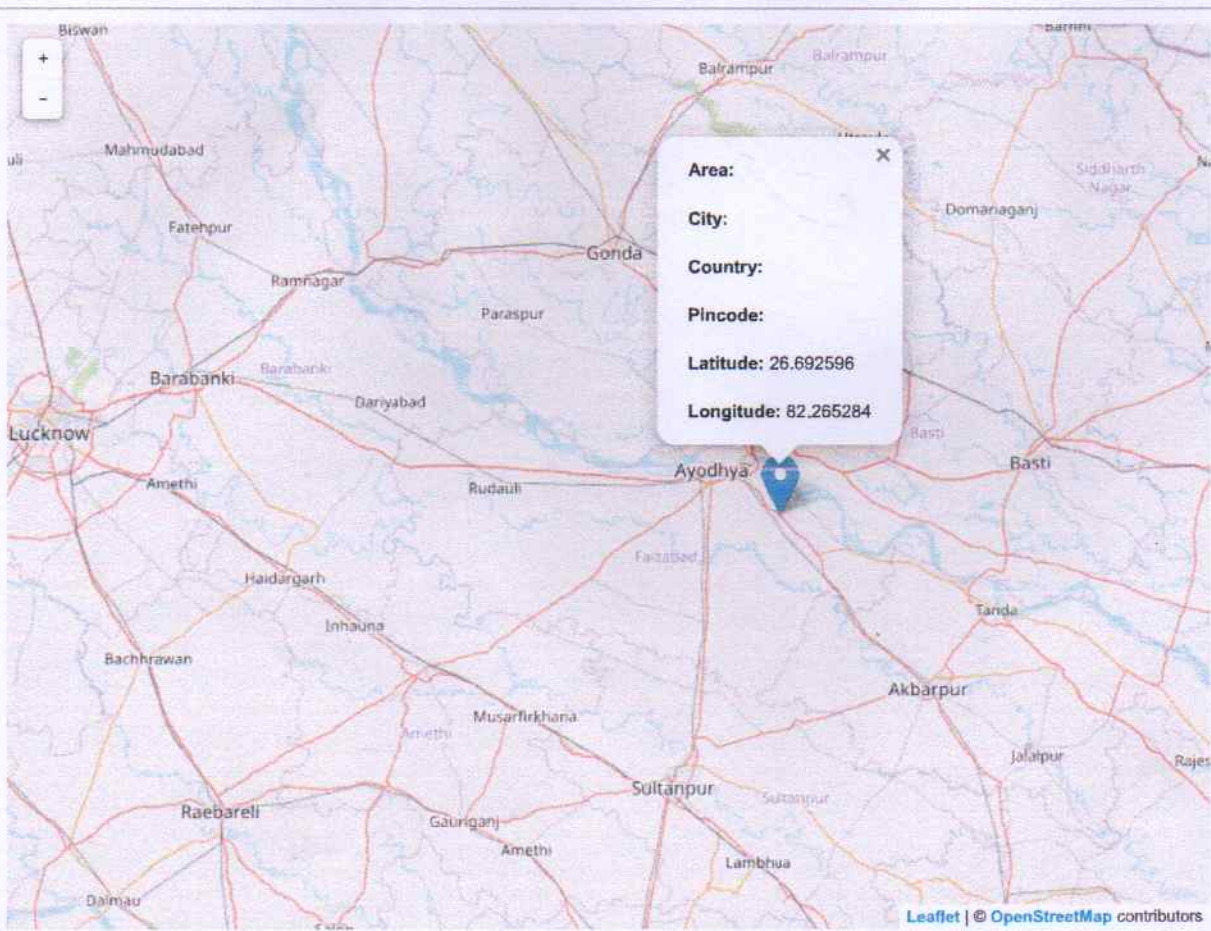 Biswan
+
-
Balrampur
Balrampur
Mahmudabad
×
Area:
Siddharth
Nagar
City:
Domariaganj
Fatehpur
Gonda
Country:
Ramnagar
Paraspur
Pincode:
Latitude: 26.692596
Barabanki
Barabanki
Dariyabad
Longitude: 82.265284
Lucknow
Basti
Ayodhya
Basti
Amethi
Rudauli
Faizabad
Haidargarh
Tanda
Inhauna
Bachhrawan
Akbarpur
Musarfirkhana
Amethi
Jalalpur
Rajes
Sultanpur
Sultanpur
Raebareli
Gauriganj
Amethi
Lambhua
Dalmau
Leaflet | © OpenStreetMap contributors